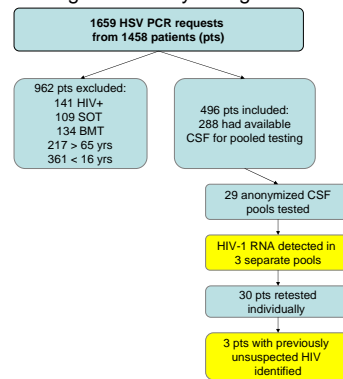 1659 HSV PCR requests
from 1458 patients (pts)
962 pts excluded:
141 HIV+
109 SOT
134 BMT
217 > 65 yrs
361 < 16 yrs
496 pts included:
288 had available
CSF for pooled testing
29 anonymized CSF
pools tested
HIV-1 RNA detected in
3 separate pools
30 pts retested
individually
3 pts with previously
unsuspected HIV
identified